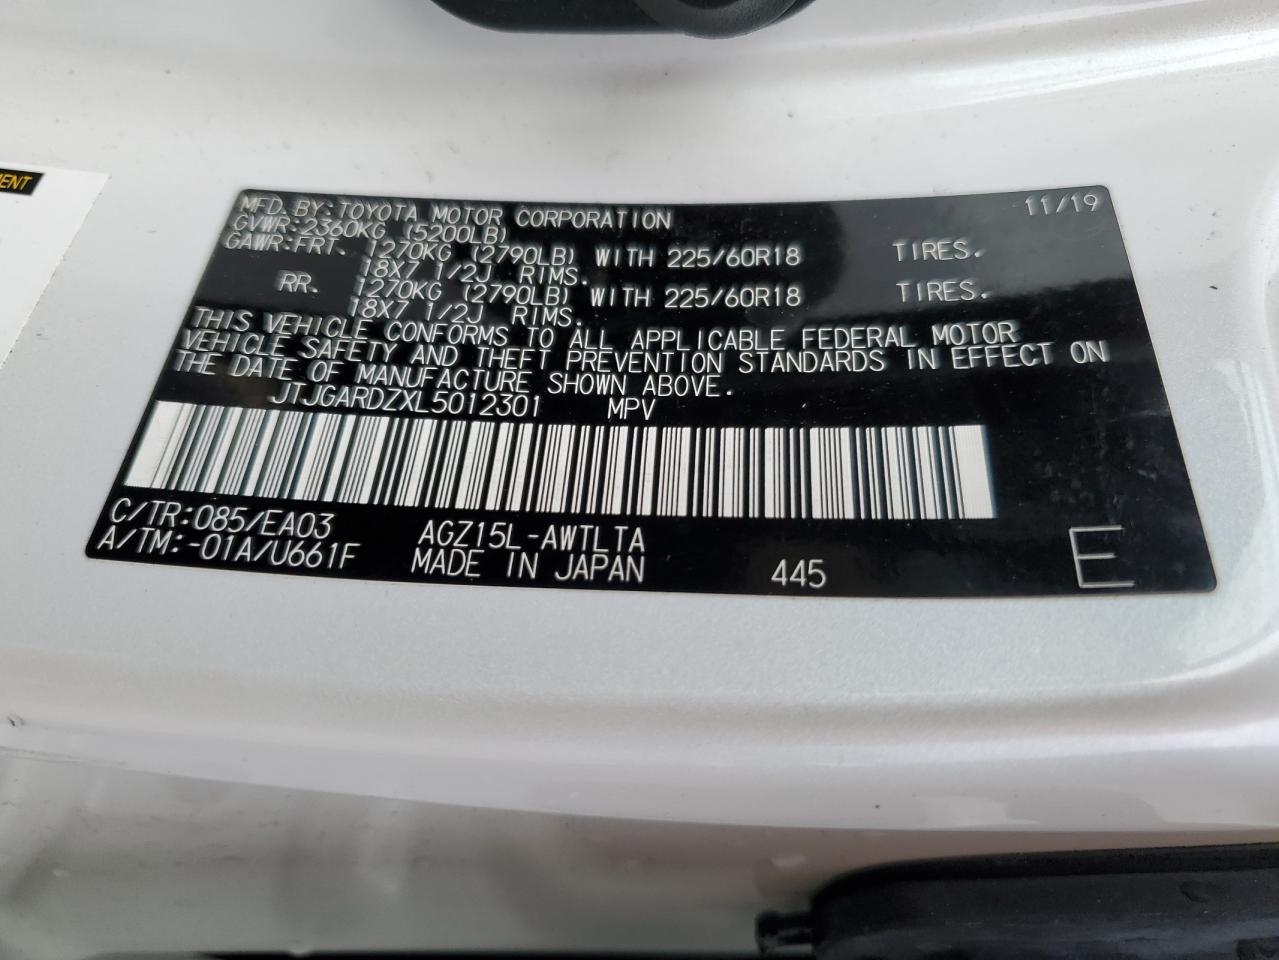 MENT
MFD.BY:TOYOTA MOTOR CORPORATION 11/19
GVWR:2360KG (5200LB)
GAWR:FRT. 1270KG (2790LB) WITH 225/60R18 TIRES.
18X7 1/2J RIMS.
RR. 1270KG (2790LB) WITH 225/60R18 TIRES.
18X7 1/2J RIMS.
THIS VEHICLE CONFORMS TO ALL APPLICABLE FEDERAL MOTOR
VEHICLE SAFETY AND THEFT PREVENTION STANDARDS IN EFFECT ON
THE DATE OF MANUFACTURE SHOWN ABOVE.
JTJGARDZXL5012301 MPV
C/TR:085/EA03 AGZ15L-AWTLTA
A/TM:-01A/U661F MADE IN JAPAN 445 E